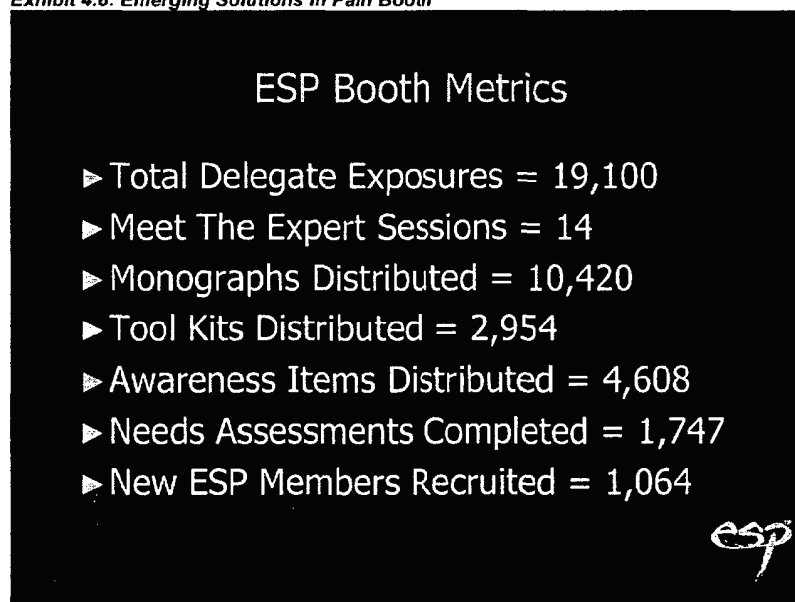 Exhibit 4.6: Emerging Solutions in Pain Booth
ESP Booth Metrics
➢Total Delegate Exposures = 19,100
➢Meet The Expert Sessions = 14
➢Monographs Distributed = 10,420
➢Tool Kits Distributed = 2,954
➢Awareness Items Distributed = 4,608
➢Needs Assessments Completed = 1,747
➢New ESP Members Recruited = 1,064
esp